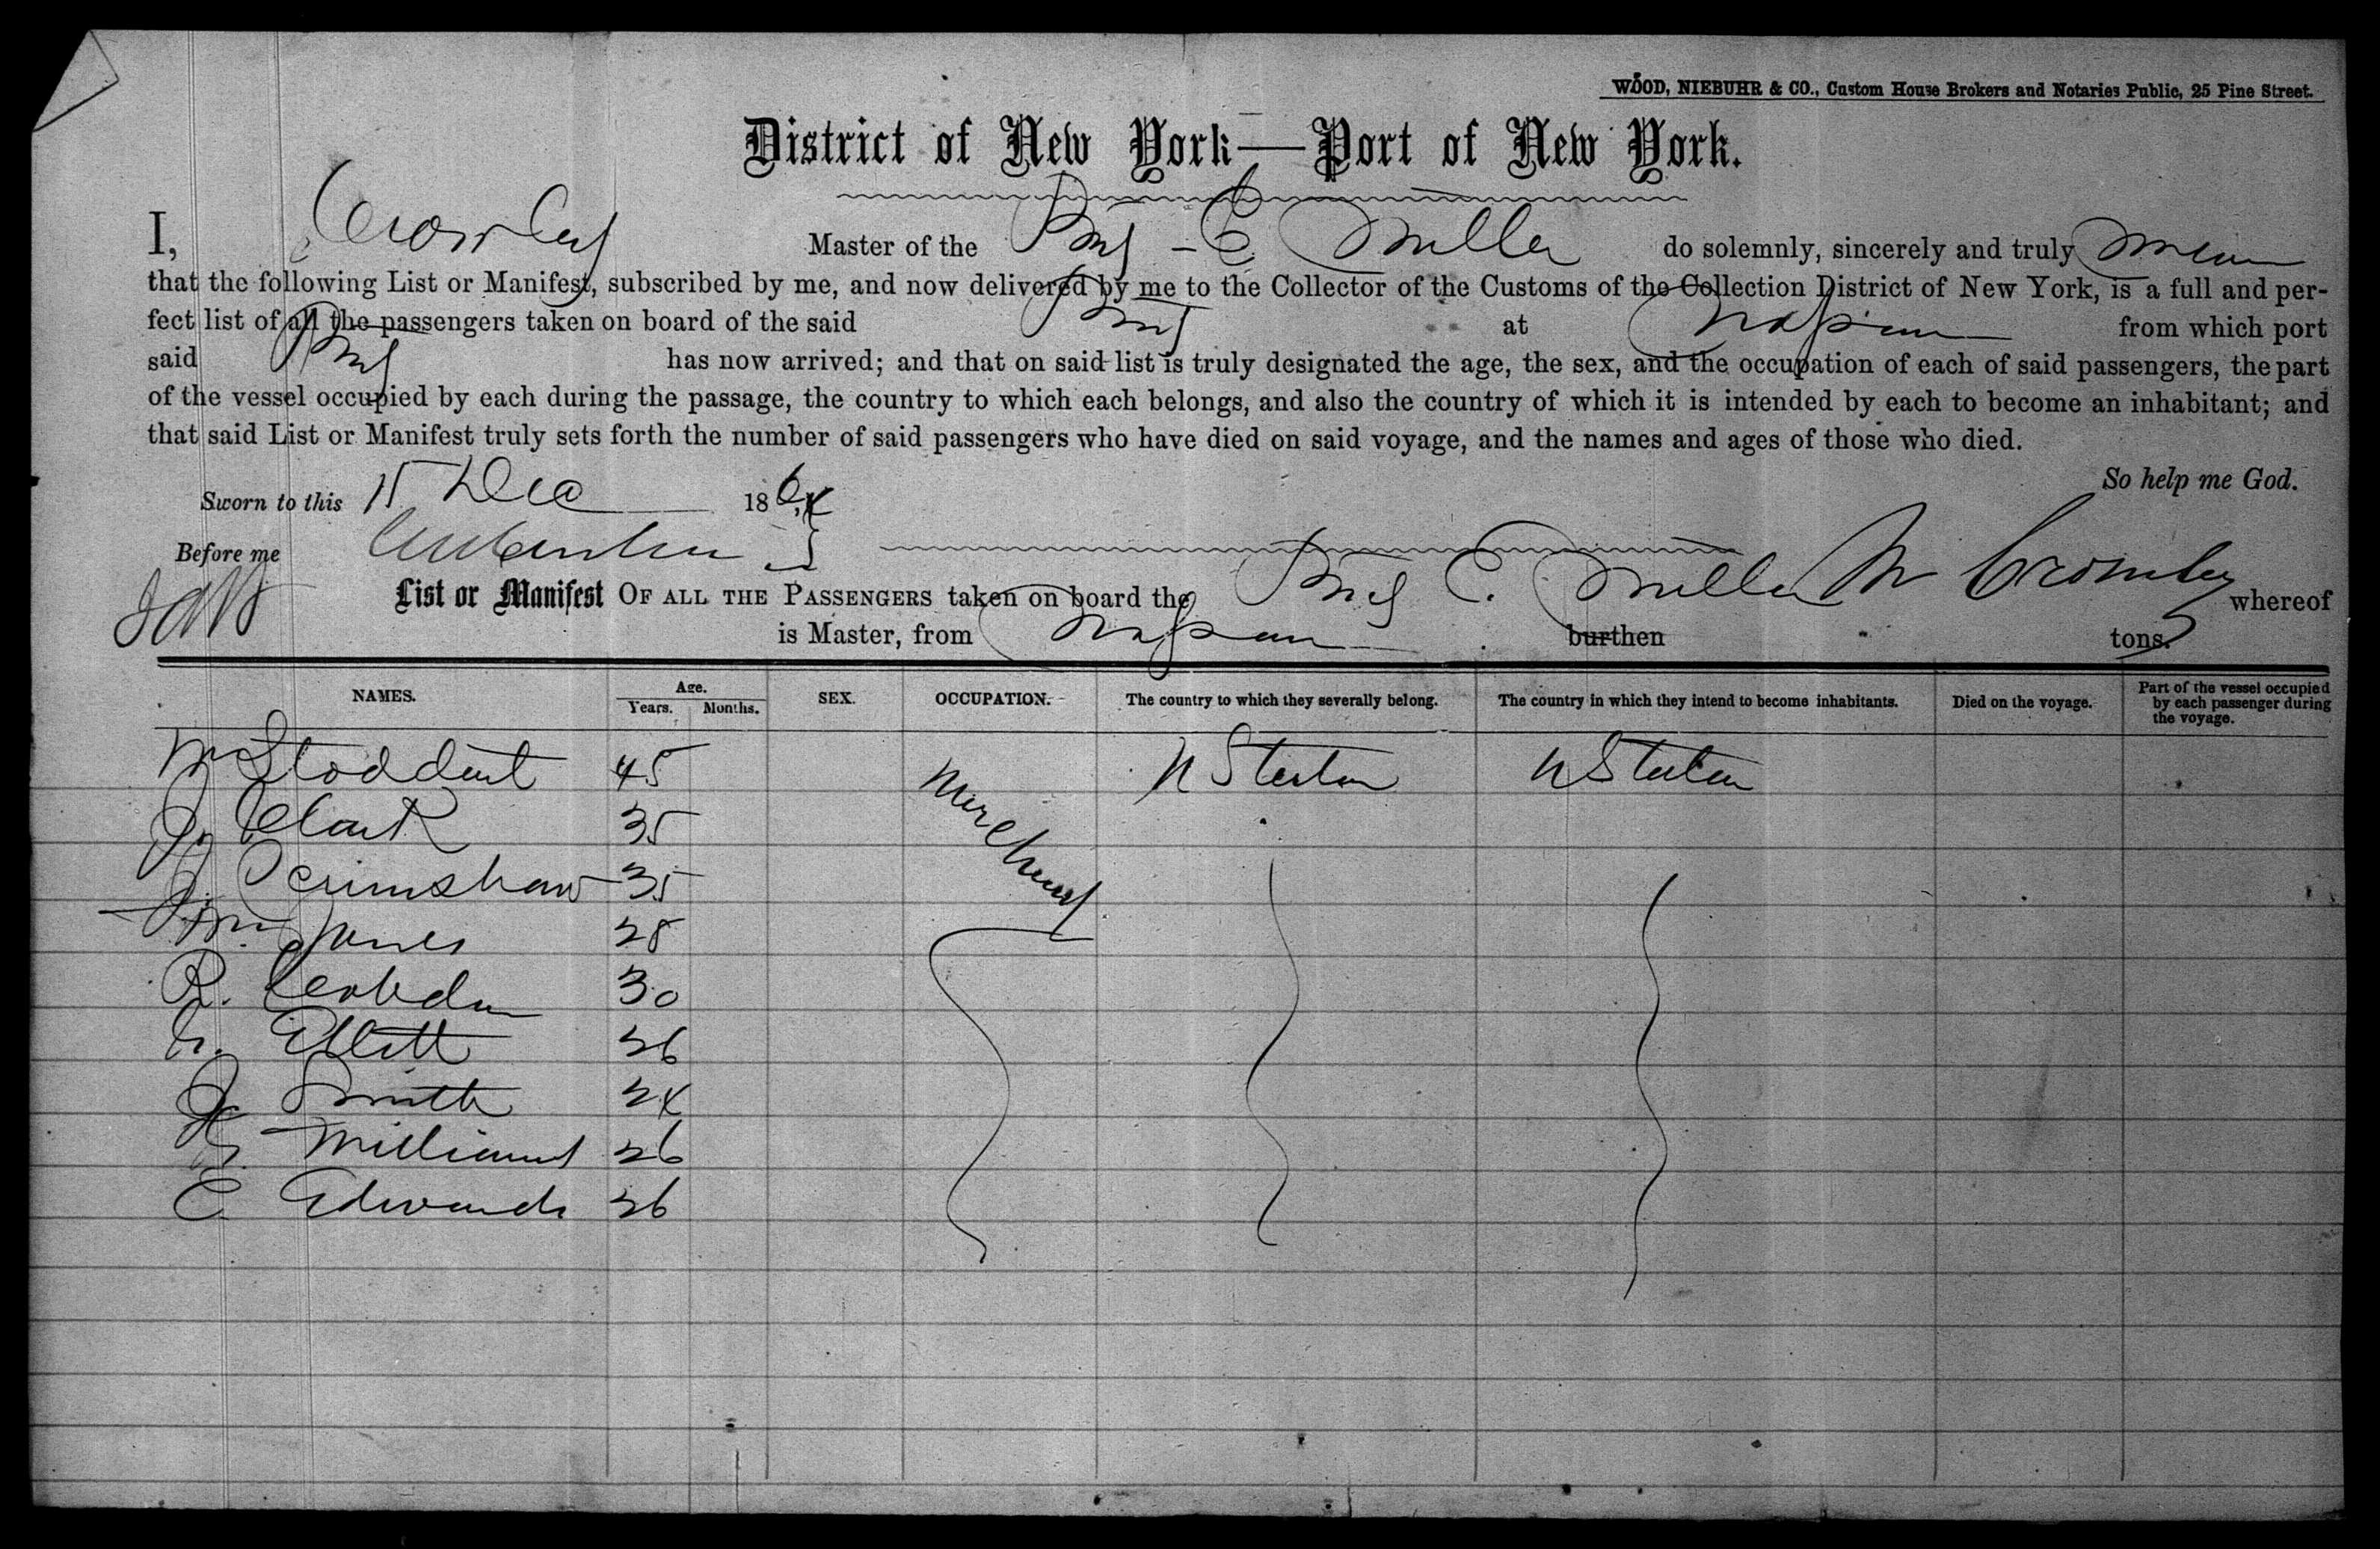 WOOD, NIEBUHR & CO., Custom House Brokers and Notaries Public, 25 Pine Street.
District of New York—Port of New York.
I, Crowley Master of the Brig - C Miller do solemnly, sincerely and truly swear
that the following List or Manifest, subscribed by me, and now delivered by me to the Collector of the Customs of the Collection District of New York, is a full and per-
fect list of all the passengers taken on board of the said Brig at Nassau from which port
said Brig has now arrived; and that on said list is truly designated the age, the sex, and the occupation of each of said passengers, the part
of the vessel occupied by each during the passage, the country to which each belongs, and also the country of which it is intended by each to become an inhabitant; and
that said List or Manifest truly sets forth the number of said passengers who have died on said voyage, and the names and ages of those who died.
So help me God.
Sworn to this 15 Dec 1864
Before me
List or Manifest OF ALL THE PASSENGERS taken on board the Brig C. Miller whereof
is Master, from Nassau burthen tons.
NAMES. Age. Years. Months. SEX. OCCUPATION. The country to which they severally belong. The country in which they intend to become inhabitants. Died on the voyage. Part of the vessel occupied by each passenger during the voyage.
Stoddart 45 Merchant U States U States
J. Clark 35
J. Scrimshaw 35
Jones 28
R. 30
Elliott 26
J Smith 24
Williams 26
C Edwards 26